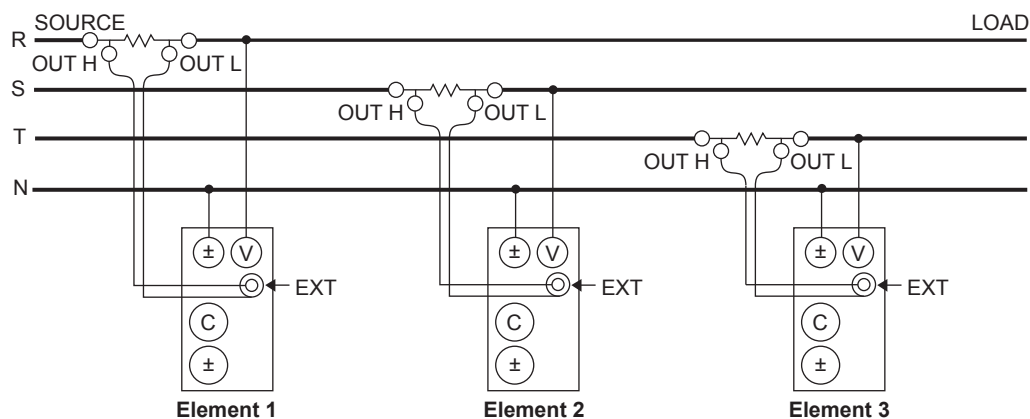 SOURCE LOAD
R
OUT H OUT L
S
OUT H OUT L
T
OUT H OUT L
N
± V ± V ± V
EXT EXT EXT
C C C
± ± ±
Element 1 Element 2 Element 3